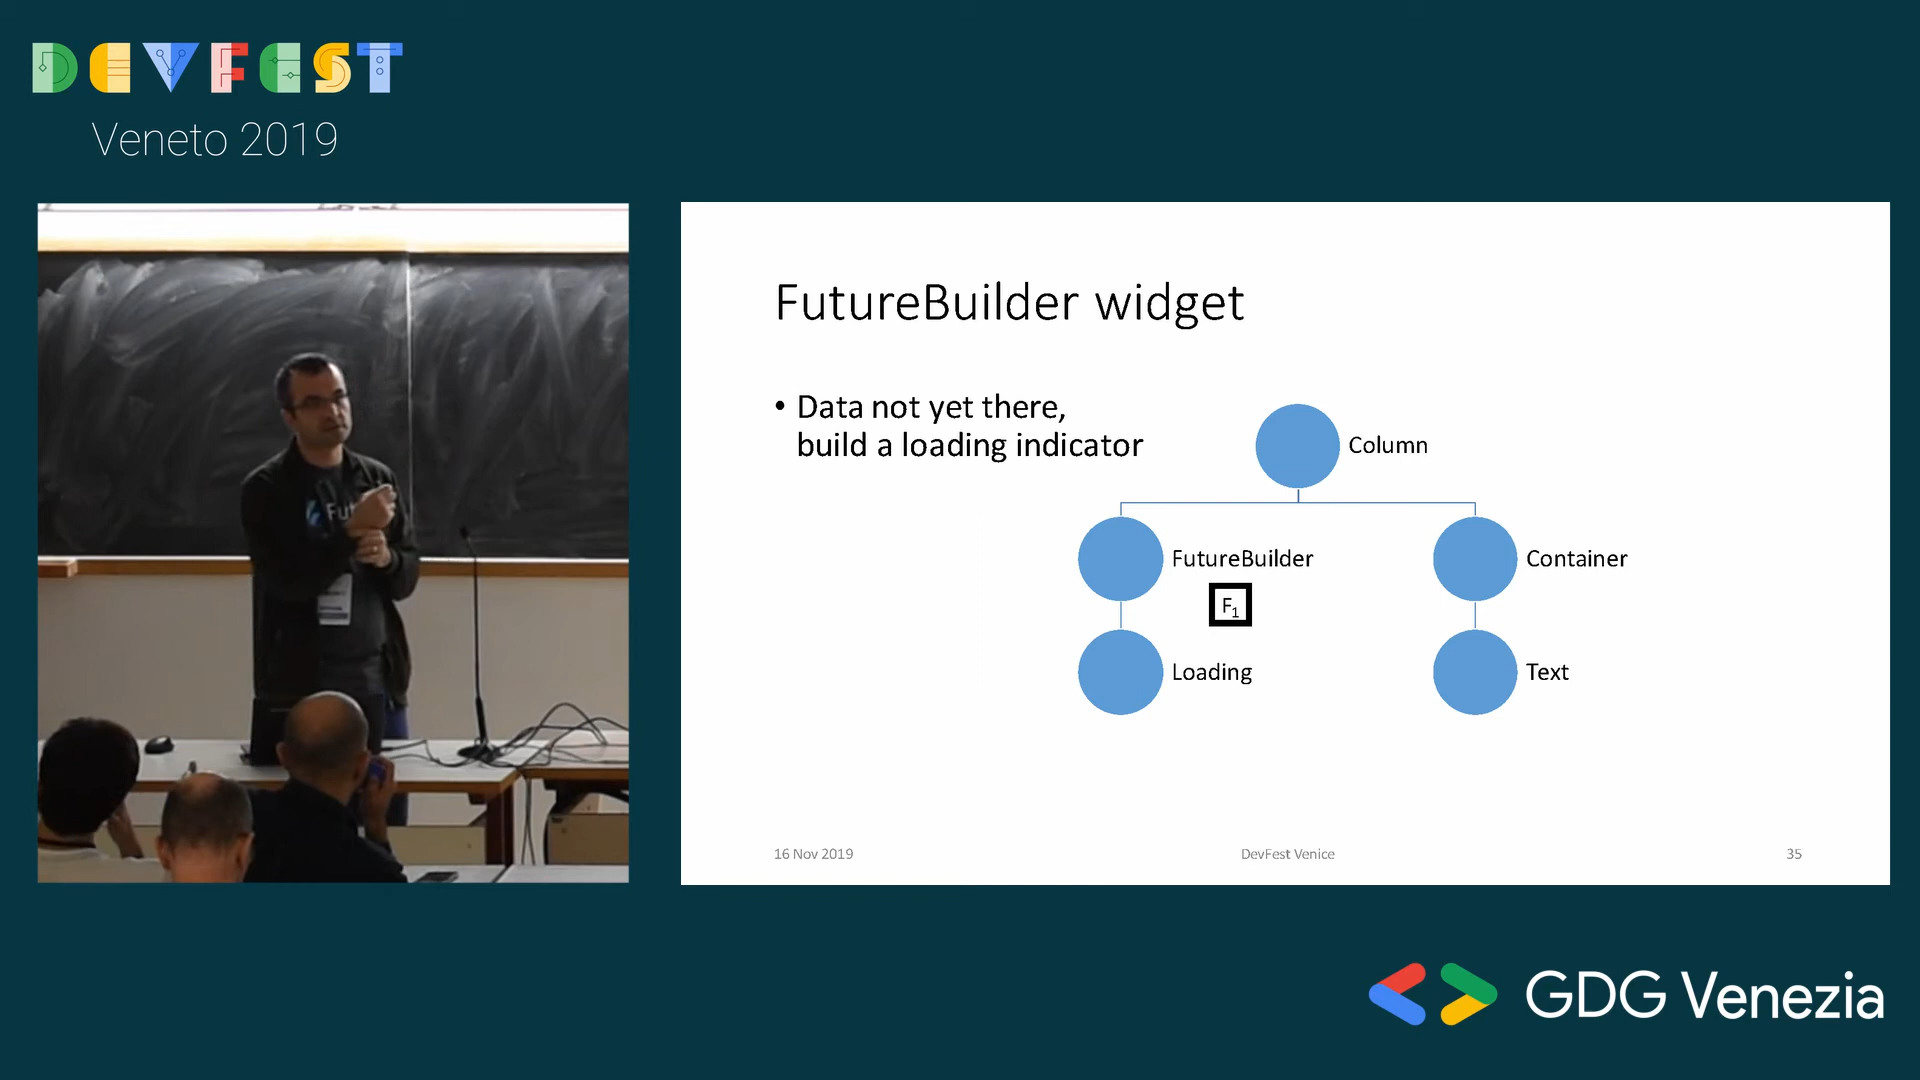 DEVFEST
Veneto 2019
FutureBuilder widget
• Data not yet there,
build a loading indicator
Column
FutureBuilder
Container
F₁
Loading
Text
16 Nov 2019
DevFest Venice
35
GDG Venezia
Fut